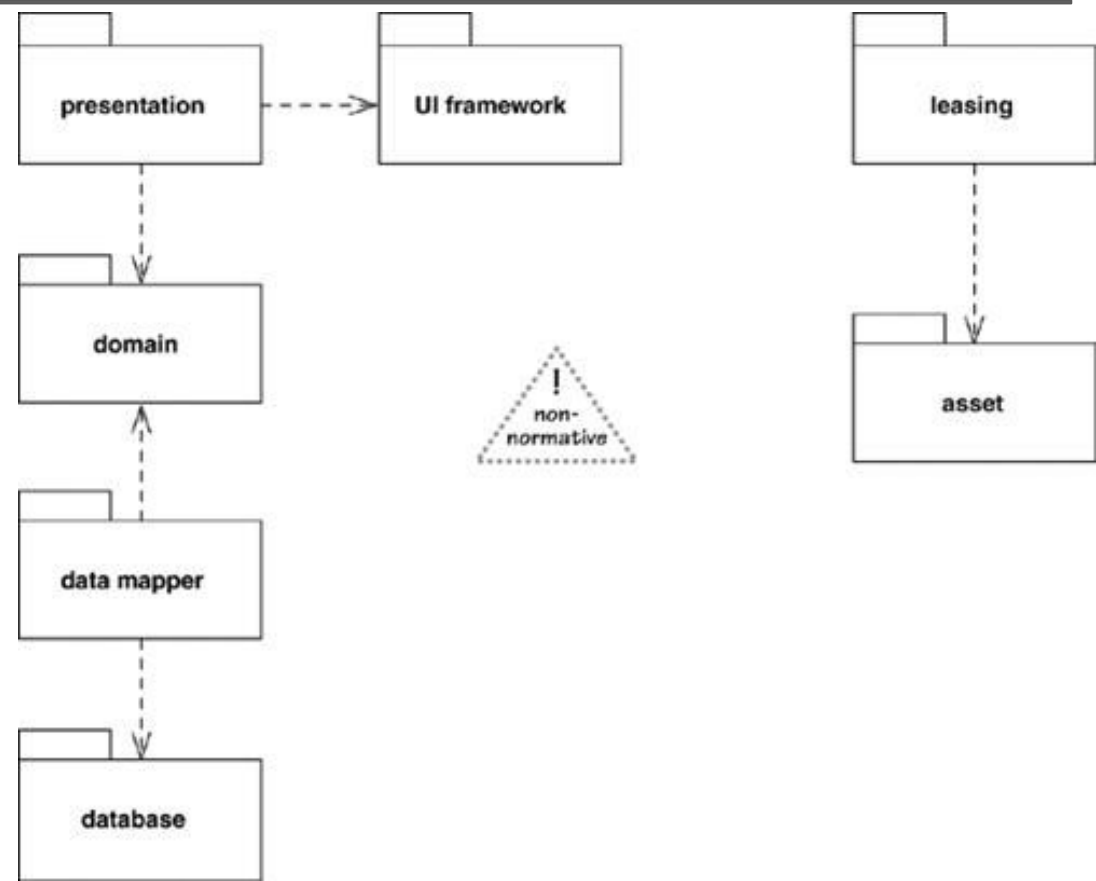 presentation
UI framework
leasing
domain
!
non-
normative
asset
data mapper
database